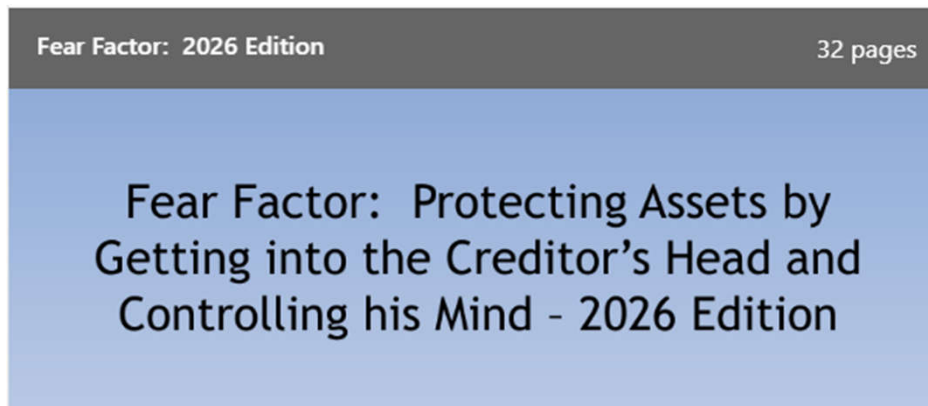 Fear Factor:  2026 Edition
32 pages
Fear Factor:  Protecting Assets by
Getting into the Creditor’s Head and
Controlling his Mind – 2026 Edition